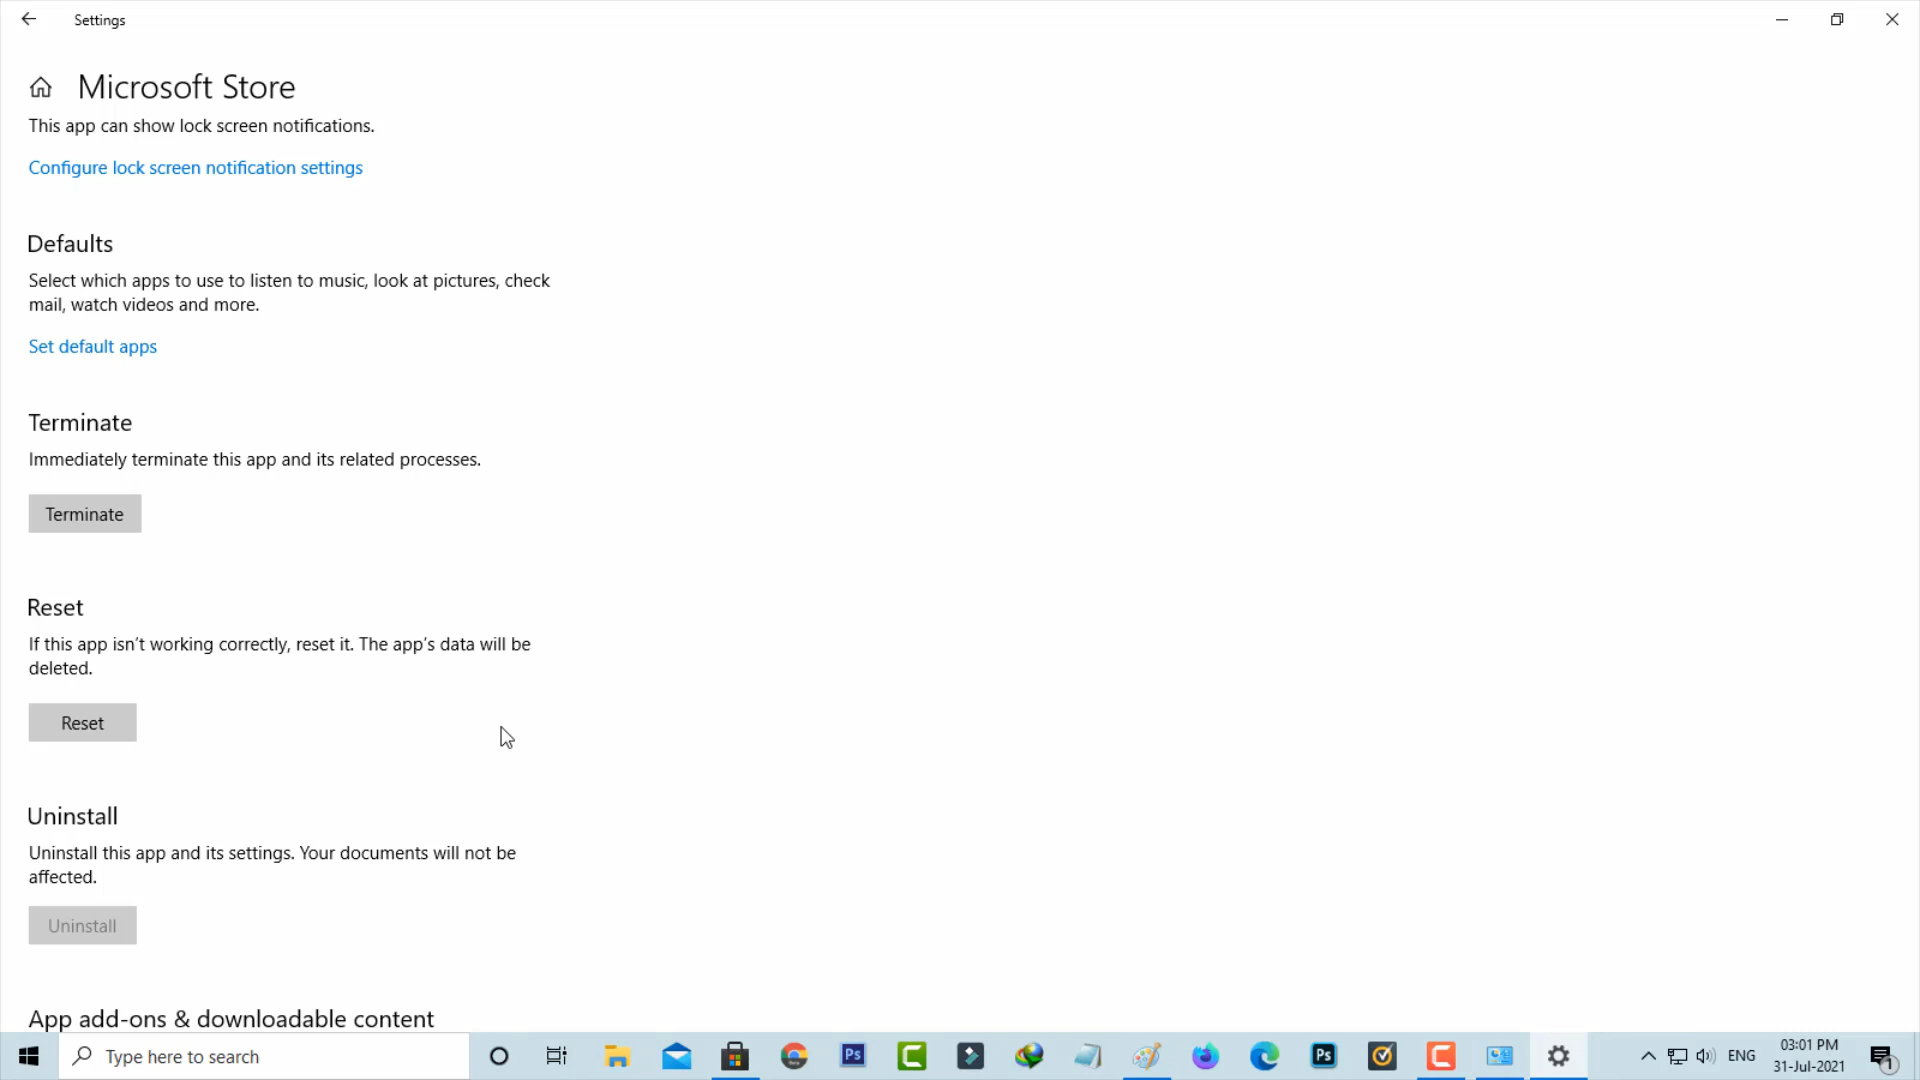 Settings
Microsoft Store
This app can show lock screen notifications.
Configure lock screen notification settings
Defaults
Select which apps to use to listen to music, look at pictures, check
mail, watch videos and more.
Set default apps
Terminate
Immediately terminate this app and its related processes.
Terminate
Reset
If this app isn’t working correctly, reset it. The app’s data will be
deleted.
Reset
Uninstall
Uninstall this app and its settings. Your documents will not be
affected.
Uninstall
App add-ons & downloadable content
Type here to search
Ps
Ps
ENG
03:01 PM
31-Jul-2021
1